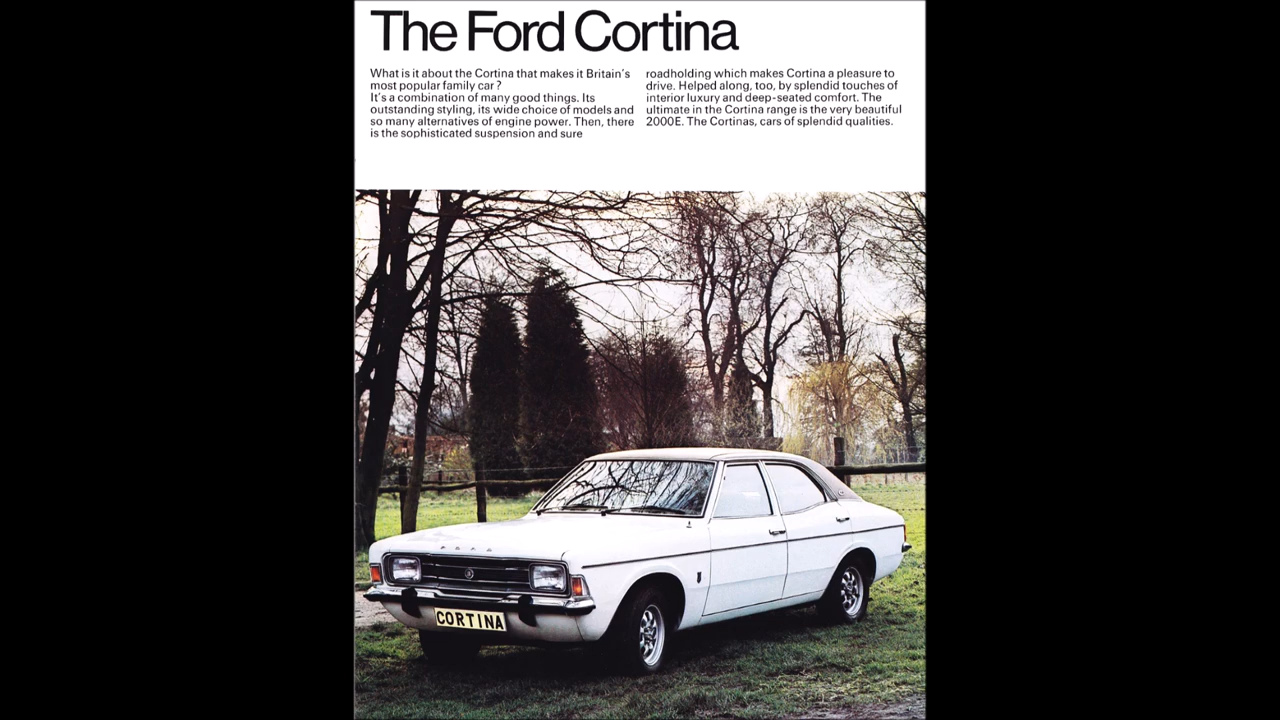 The Ford Cortina
What is it about the Cortina that makes it Britain's
most popular family car?
It's a combination of many good things. Its
outstanding styling, its wide choice of models and
so many alternatives of engine power. Then, there
is the sophisticated suspension and sure
roadholding which makes Cortina a pleasure to
drive. Helped along, too, by splendid touches of
interior luxury and deep-seated comfort. The
ultimate in the Cortina range is the very beautiful
2000E. The Cortinas, cars of splendid qualities.
FORD
CORTINA